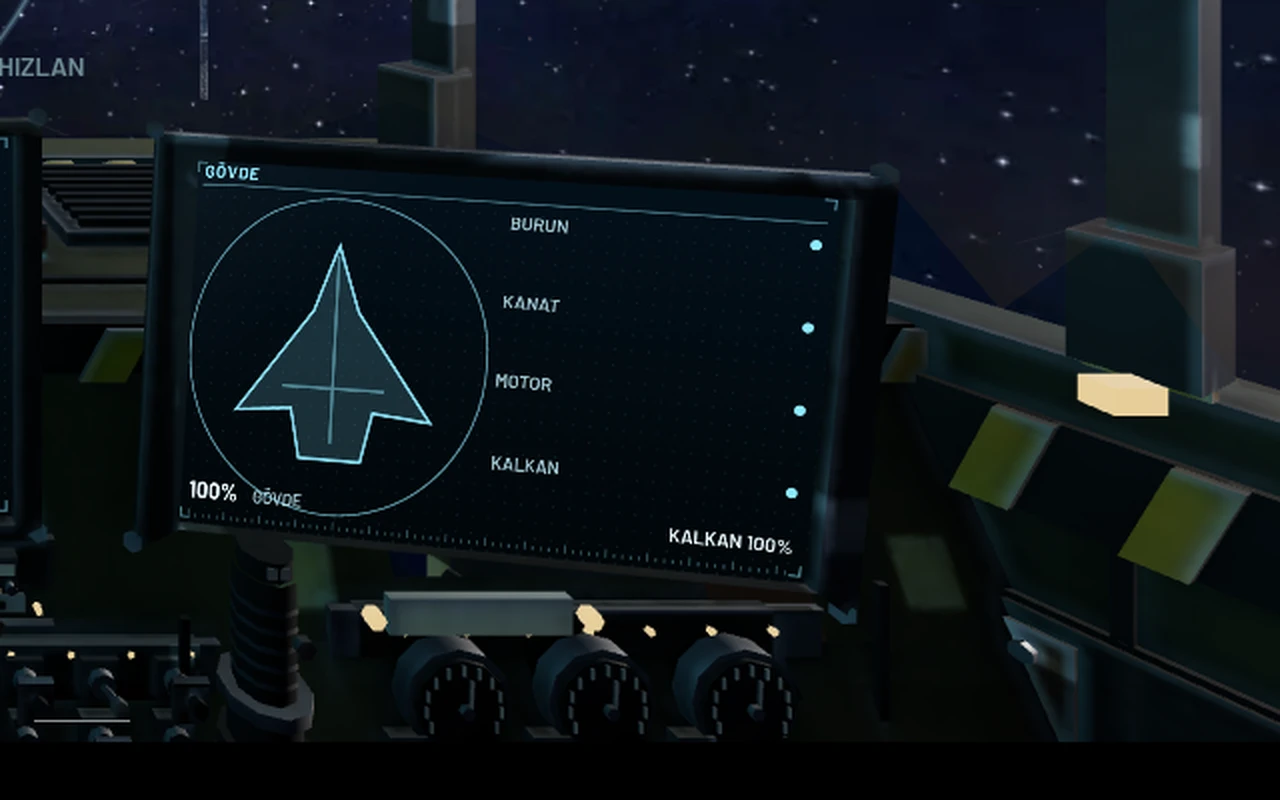 HIZLAN
GÖVDE
BURUN
KANAT
MOTOR
KALKAN
100% GÖVDE
KALKAN 100%